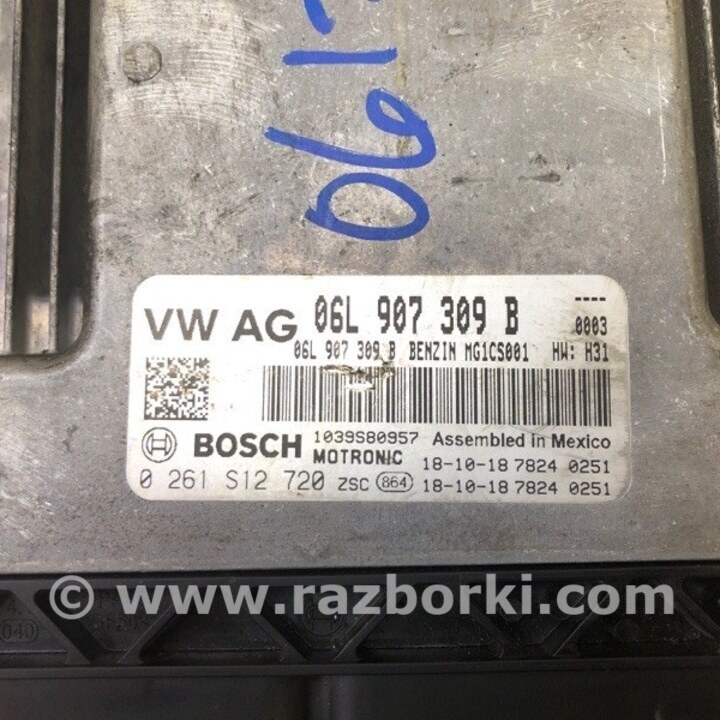 0617
VW AG 06L 907 309 B ----
0003
06L 907 309 B BENZIN MG1CS001 HW: H31
BOSCH 1039S80957 Assembled in Mexico
MOTRONIC 18-10-18 7824 0251
0 261 S12 720 ZSC 864 18-10-18 7824 0251
© www.razborki.com
040